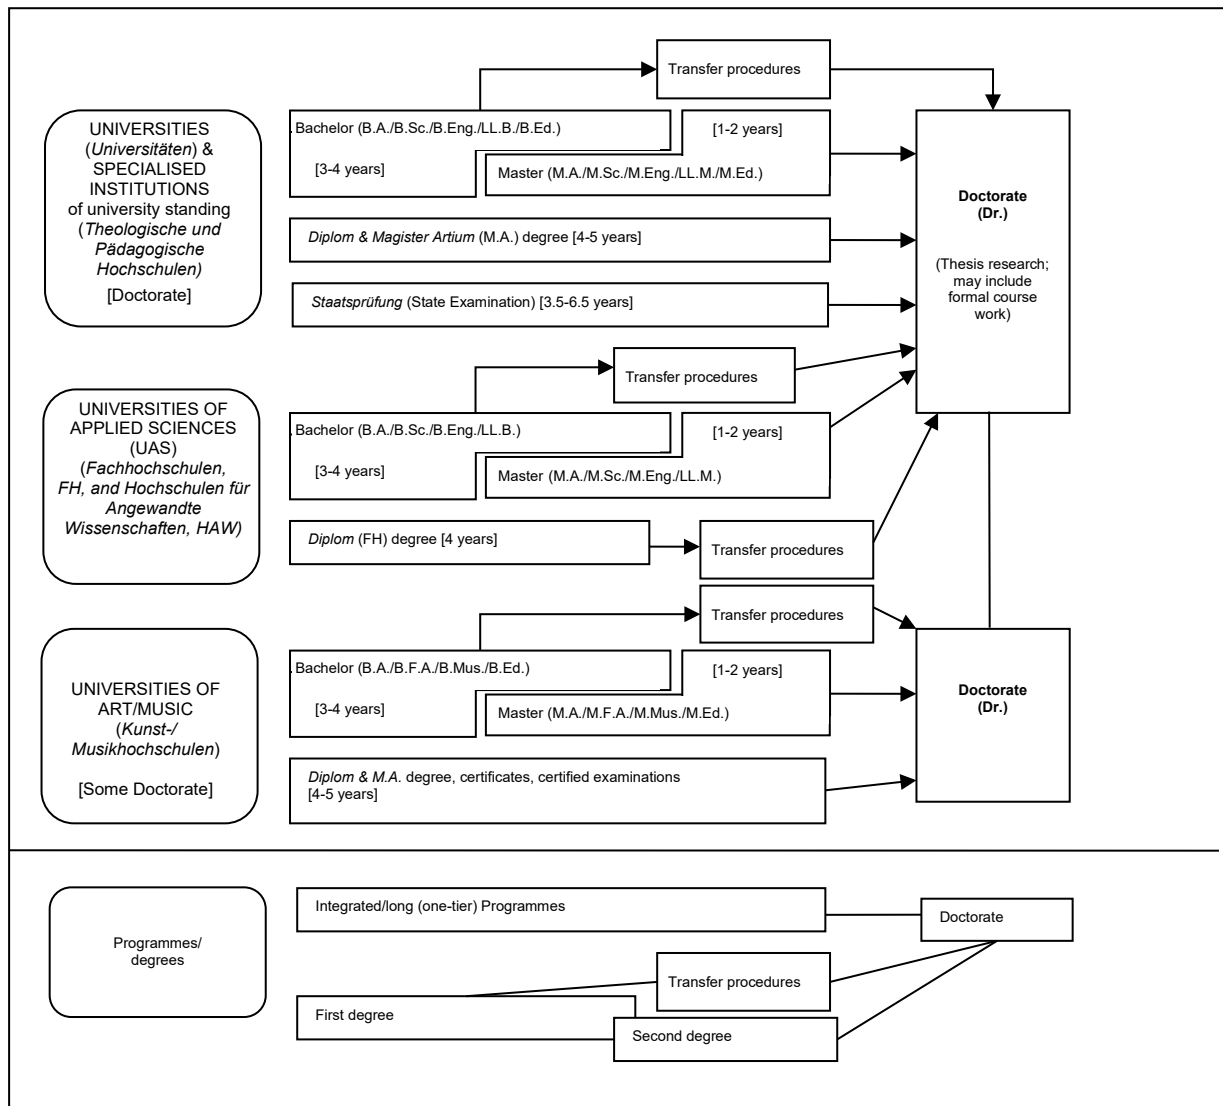 Transfer procedures
UNIVERSITIES
(Universitäten) &
SPECIALISED
INSTITUTIONS
of university standing
(Theologische und
Pädagogische
Hochschulen)
[Doctorate]
. Bachelor (B.A./B.Sc./B.Eng./LL.B./B.Ed.)
[3-4 years]
[1-2 years]
Master (M.A./M.Sc./M.Eng./LL.M./M.Ed.)
Diplom & Magister Artium (M.A.) degree [4-5 years]
Staatsprüfung (State Examination) [3.5-6.5 years]
Doctorate
(Dr.)
(Thesis research;
may include
formal course
work)
Transfer procedures
UNIVERSITIES OF
APPLIED SCIENCES
(UAS)
(Fachhochschulen,
FH, and Hochschulen für
Angewandte
Wissenschaften, HAW)
. Bachelor (B.A./B.Sc./B.Eng./LL.B.)
[3-4 years]
[1-2 years]
Master (M.A./M.Sc./M.Eng./LL.M.)
Diplom (FH) degree [4 years]
Transfer procedures
Transfer procedures
UNIVERSITIES OF
ART/MUSIC
(Kunst-/
Musikhochschulen)
[Some Doctorate]
. Bachelor (B.A./B.F.A./B.Mus./B.Ed.)
[3-4 years]
[1-2 years]
Master (M.A./M.F.A./M.Mus./M.Ed.)
Diplom & M.A. degree, certificates, certified examinations
[4-5 years]
Doctorate
(Dr.)
Programmes/
degrees
Integrated/long (one-tier) Programmes
Doctorate
Transfer procedures
First degree
Second degree